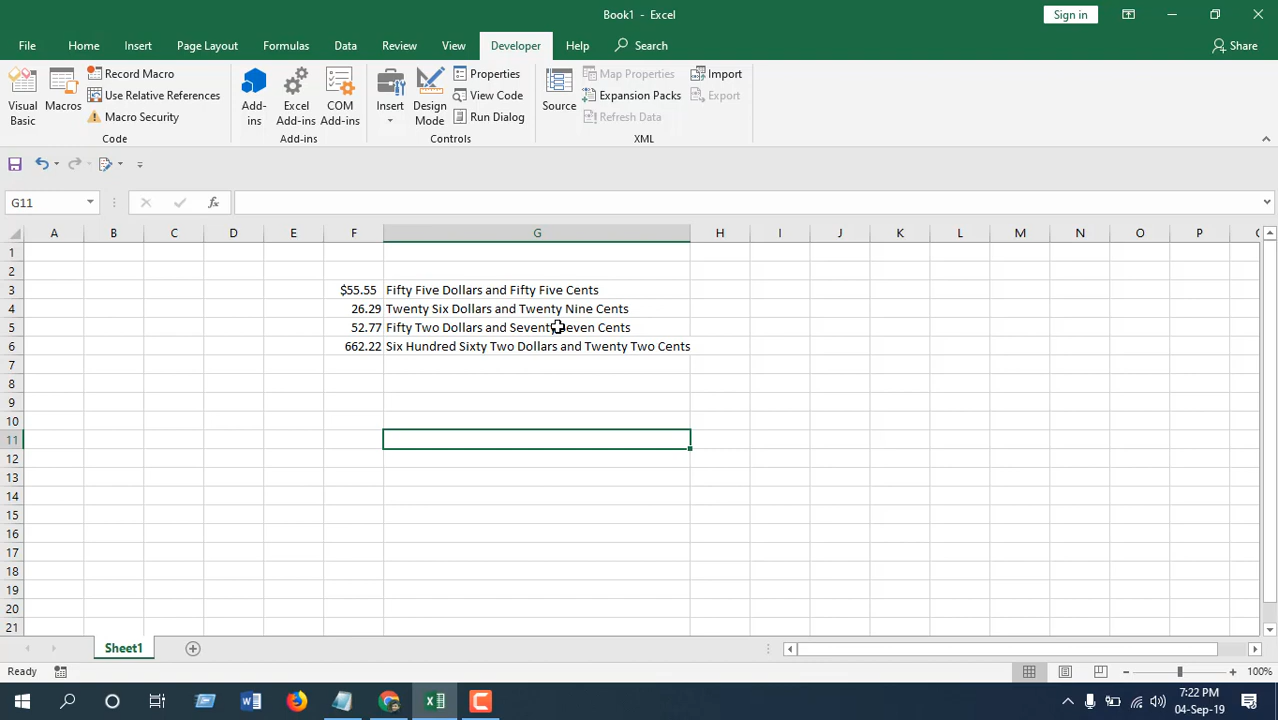 Book1 - Excel
Sign in
File Home Insert Page Layout Formulas Data Review View Developer Help Search Share
Visual Basic
Macros
Record Macro
Use Relative References
Macro Security
Code
Add-ins
Excel Add-ins
COM Add-ins
Add-ins
Insert
Design Mode
Properties
View Code
Run Dialog
Controls
Source
Map Properties
Expansion Packs
Refresh Data
Import
Export
XML
G11
fx
A B C D E F G H I J K L M N O P
1
2
3 $55.55 Fifty Five Dollars and Fifty Five Cents
4 26.29 Twenty Six Dollars and Twenty Nine Cents
5 52.77 Fifty Two Dollars and Seventy Seven Cents
6 662.22 Six Hundred Sixty Two Dollars and Twenty Two Cents
7
8
9
10
11
12
13
14
15
16
17
18
19
20
21
Sheet1
Ready
100%
7:22 PM
04-Sep-19